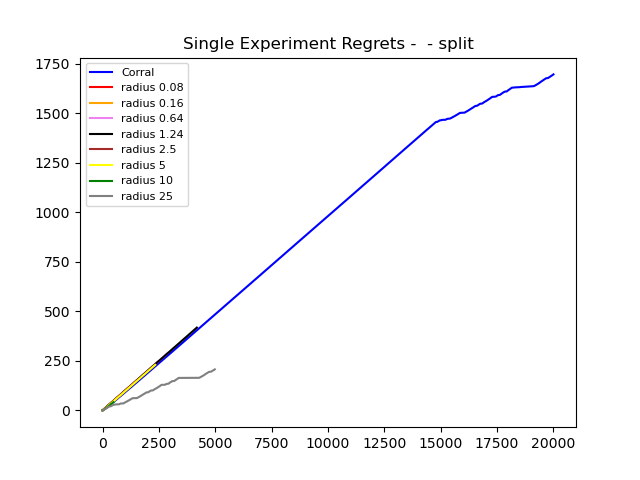 Single Experiment Regrets -  - split
1750
1500
1250
1000
750
500
250
0
Corral
radius 0.08
radius 0.16
radius 0.64
radius 1.24
radius 2.5
radius 5
radius 10
radius 25
0 2500 5000 7500 10000 12500 15000 17500 20000